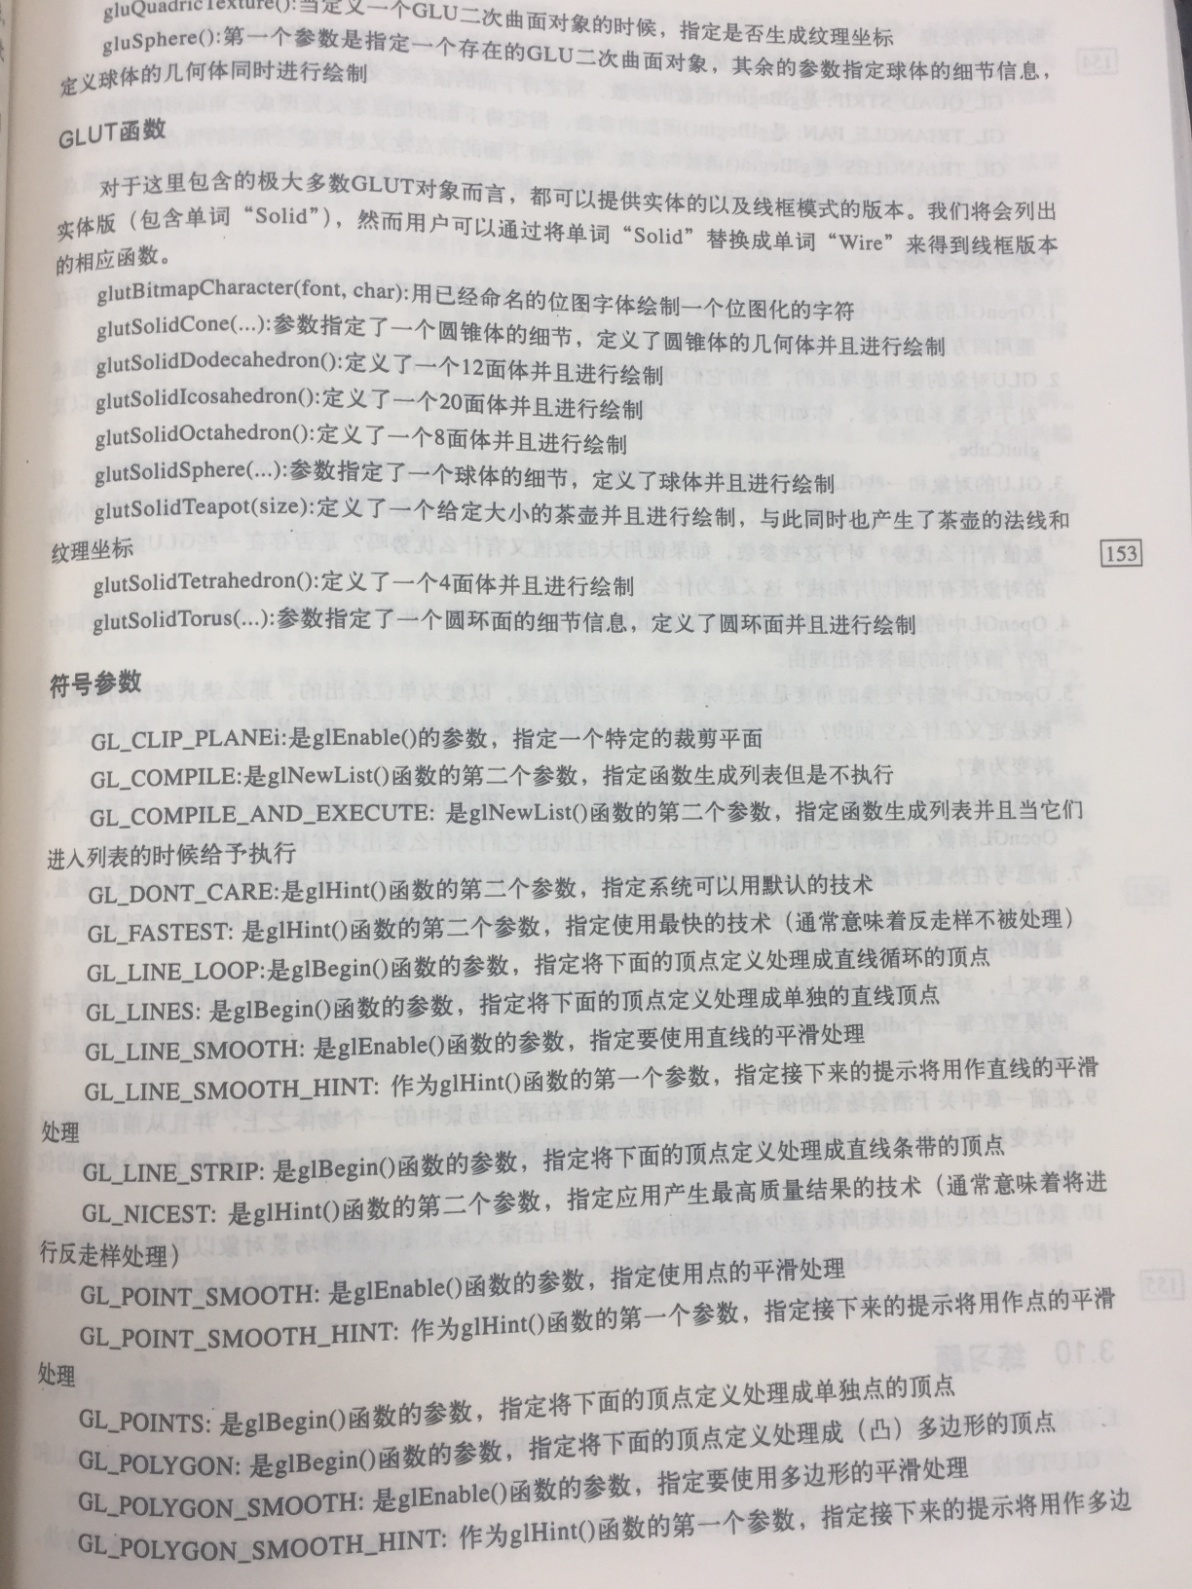 gluQuadricTexture():当定义一个GLU二次曲面对象的时候，指定是否生成纹理坐标
gluSphere():第一个参数是指定一个存在的GLU二次曲面对象，其余的参数指定球体的细节信息，
定义球体的几何体同时进行绘制
GLUT函数
对于这里包含的极大多数GLUT对象而言，都可以提供实体的以及线框模式的版本。我们将会列出
实体版（包含单词“Solid”），然而用户可以通过将单词“Solid”替换成单词“Wire”来得到线框版本
的相应函数。
glutBitmapCharacter(font, char):用已经命名的位图字体绘制一个位图化的字符
glutSolidCone(...):参数指定了一个圆锥体的细节，定义了圆锥体的几何体并且进行绘制
glutSolidDodecahedron():定义了一个12面体并且进行绘制
glutSolidIcosahedron():定义了一个20面体并且进行绘制
glutSolidOctahedron():定义了一个8面体并且进行绘制
glutSolidSphere(...):参数指定了一个球体的细节，定义了球体并且进行绘制
glutSolidTeapot(size):定义了一个给定大小的茶壶并且进行绘制，与此同时也产生了茶壶的法线和
纹理坐标
153
glutSolidTetrahedron():定义了一个4面体并且进行绘制
glutSolidTorus(...):参数指定了一个圆环面的细节信息，定义了圆环面并且进行绘制
符号参数
GL_CLIP_PLANEi:是glEnable()的参数，指定一个特定的裁剪平面
GL_COMPILE:是glNewList()函数的第二个参数，指定函数生成列表但是不执行
GL_COMPILE_AND_EXECUTE: 是glNewList()函数的第二个参数，指定函数生成列表并且当它们
进入列表的时候给予执行
GL_DONT_CARE:是glHint()函数的第二个参数，指定系统可以用默认的技术
GL_FASTEST: 是glHint()函数的第二个参数，指定使用最快的技术（通常意味着反走样不被处理）
GL_LINE_LOOP:是glBegin()函数的参数，指定将下面的顶点定义处理成直线循环的顶点
GL_LINES: 是glBegin()函数的参数，指定将下面的顶点定义处理成单独的直线顶点
GL_LINE_SMOOTH: 是glEnable()函数的参数，指定要使用直线的平滑处理
GL_LINE_SMOOTH_HINT: 作为glHint()函数的第一个参数，指定接下来的提示将用作直线的平滑
处理
GL_LINE_STRIP: 是glBegin()函数的参数，指定将下面的顶点定义处理成直线条带的顶点
GL_NICEST: 是glHint()函数的第二个参数，指定应用产生最高质量结果的技术（通常意味着将进
行反走样处理）
GL_POINT_SMOOTH: 是glEnable()函数的参数，指定使用点的平滑处理
GL_POINT_SMOOTH_HINT: 作为glHint()函数的第一个参数，指定接下来的提示将用作点的平滑
处理
GL_POINTS: 是glBegin()函数的参数，指定将下面的顶点定义处理成单独点的顶点
GL_POLYGON: 是glBegin()函数的参数，指定将下面的顶点定义处理成（凸）多边形的顶点
GL_POLYGON_SMOOTH: 是glEnable()函数的参数，指定要使用多边形的平滑处理
GL_POLYGON_SMOOTH_HINT: 作为glHint()函数的第一个参数，指定接下来的提示将用作多边